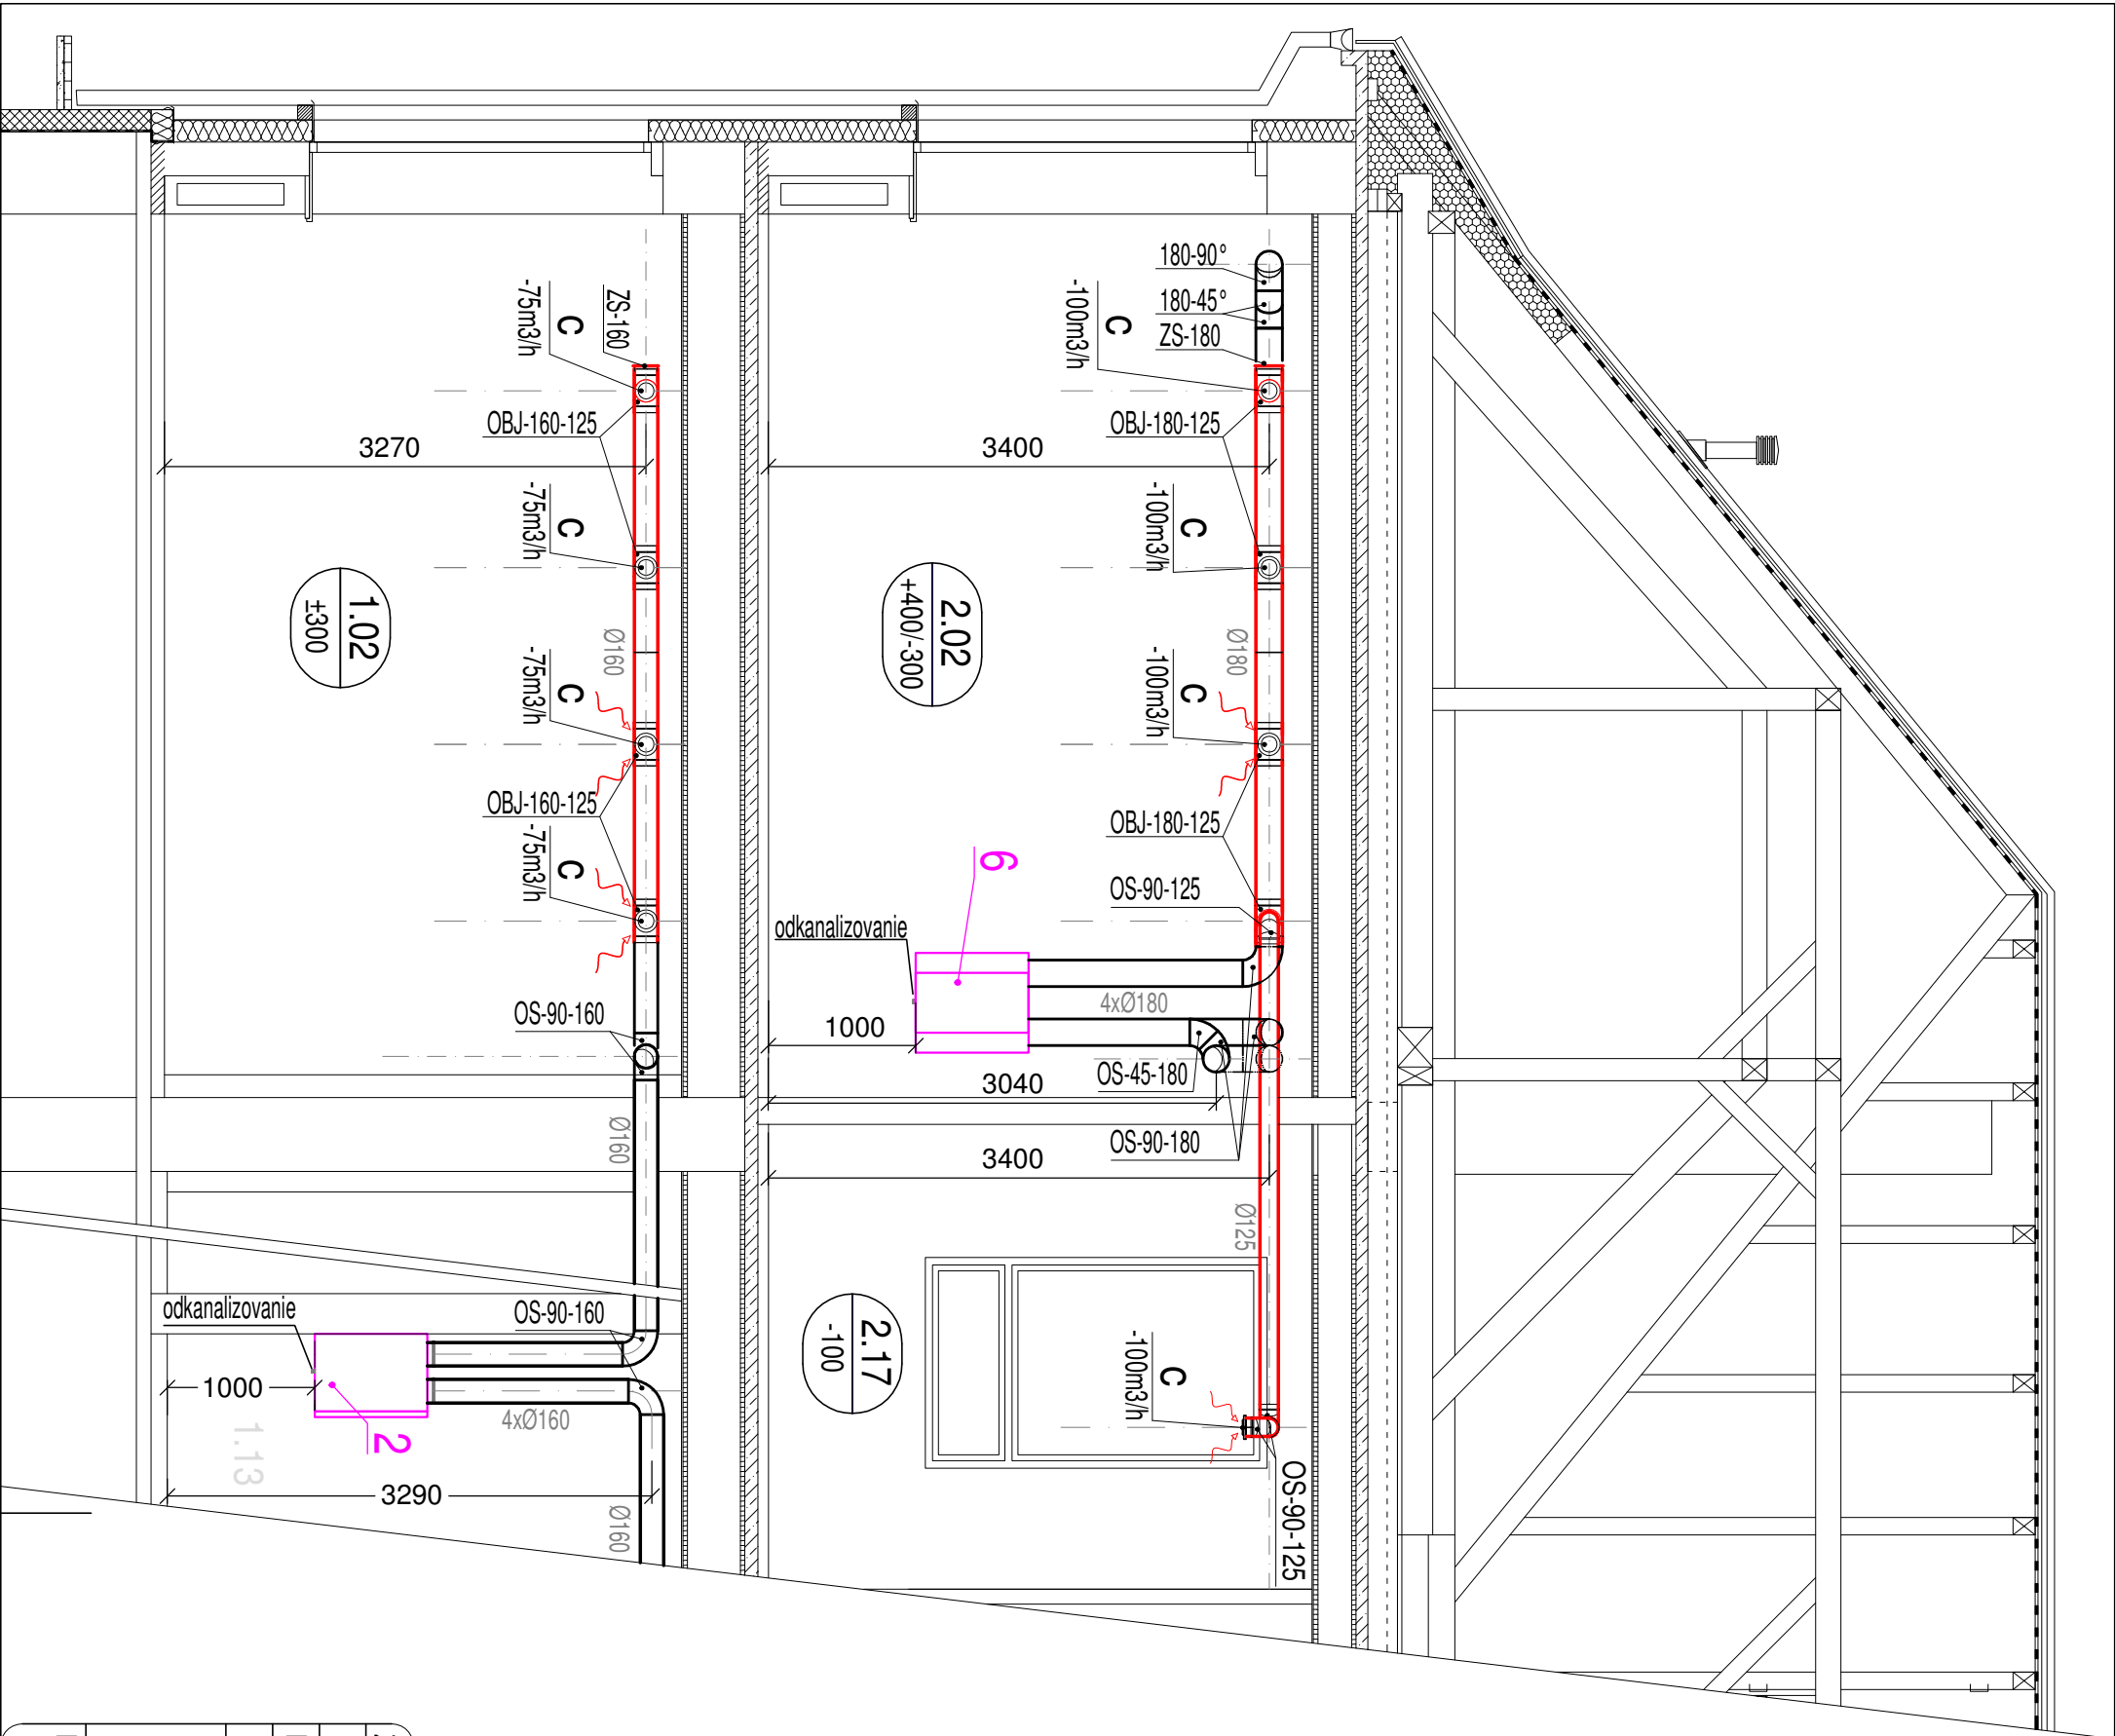 180-90°
180-45°
ZS-180
C
-100m3/h
OBJ-180-125
3400
C
-100m3/h
2.02
+400/-300
Ø180
C
-100m3/h
OBJ-180-125
6
OS-90-125
odkanalizovanie
4xØ180
1000
OS-45-180
3040
OS-90-180
3400
Ø125
2.17
-100
C
-100m3/h
OS-90-125
ZS-160
C
-75m3/h
OBJ-160-125
3270
C
-75m3/h
1.02
±300
Ø160
C
-75m3/h
OBJ-160-125
C
-75m3/h
OS-90-160
Ø160
odkanalizovanie
OS-90-160
1000
4xØ160
2
1.13
3290
Ø160